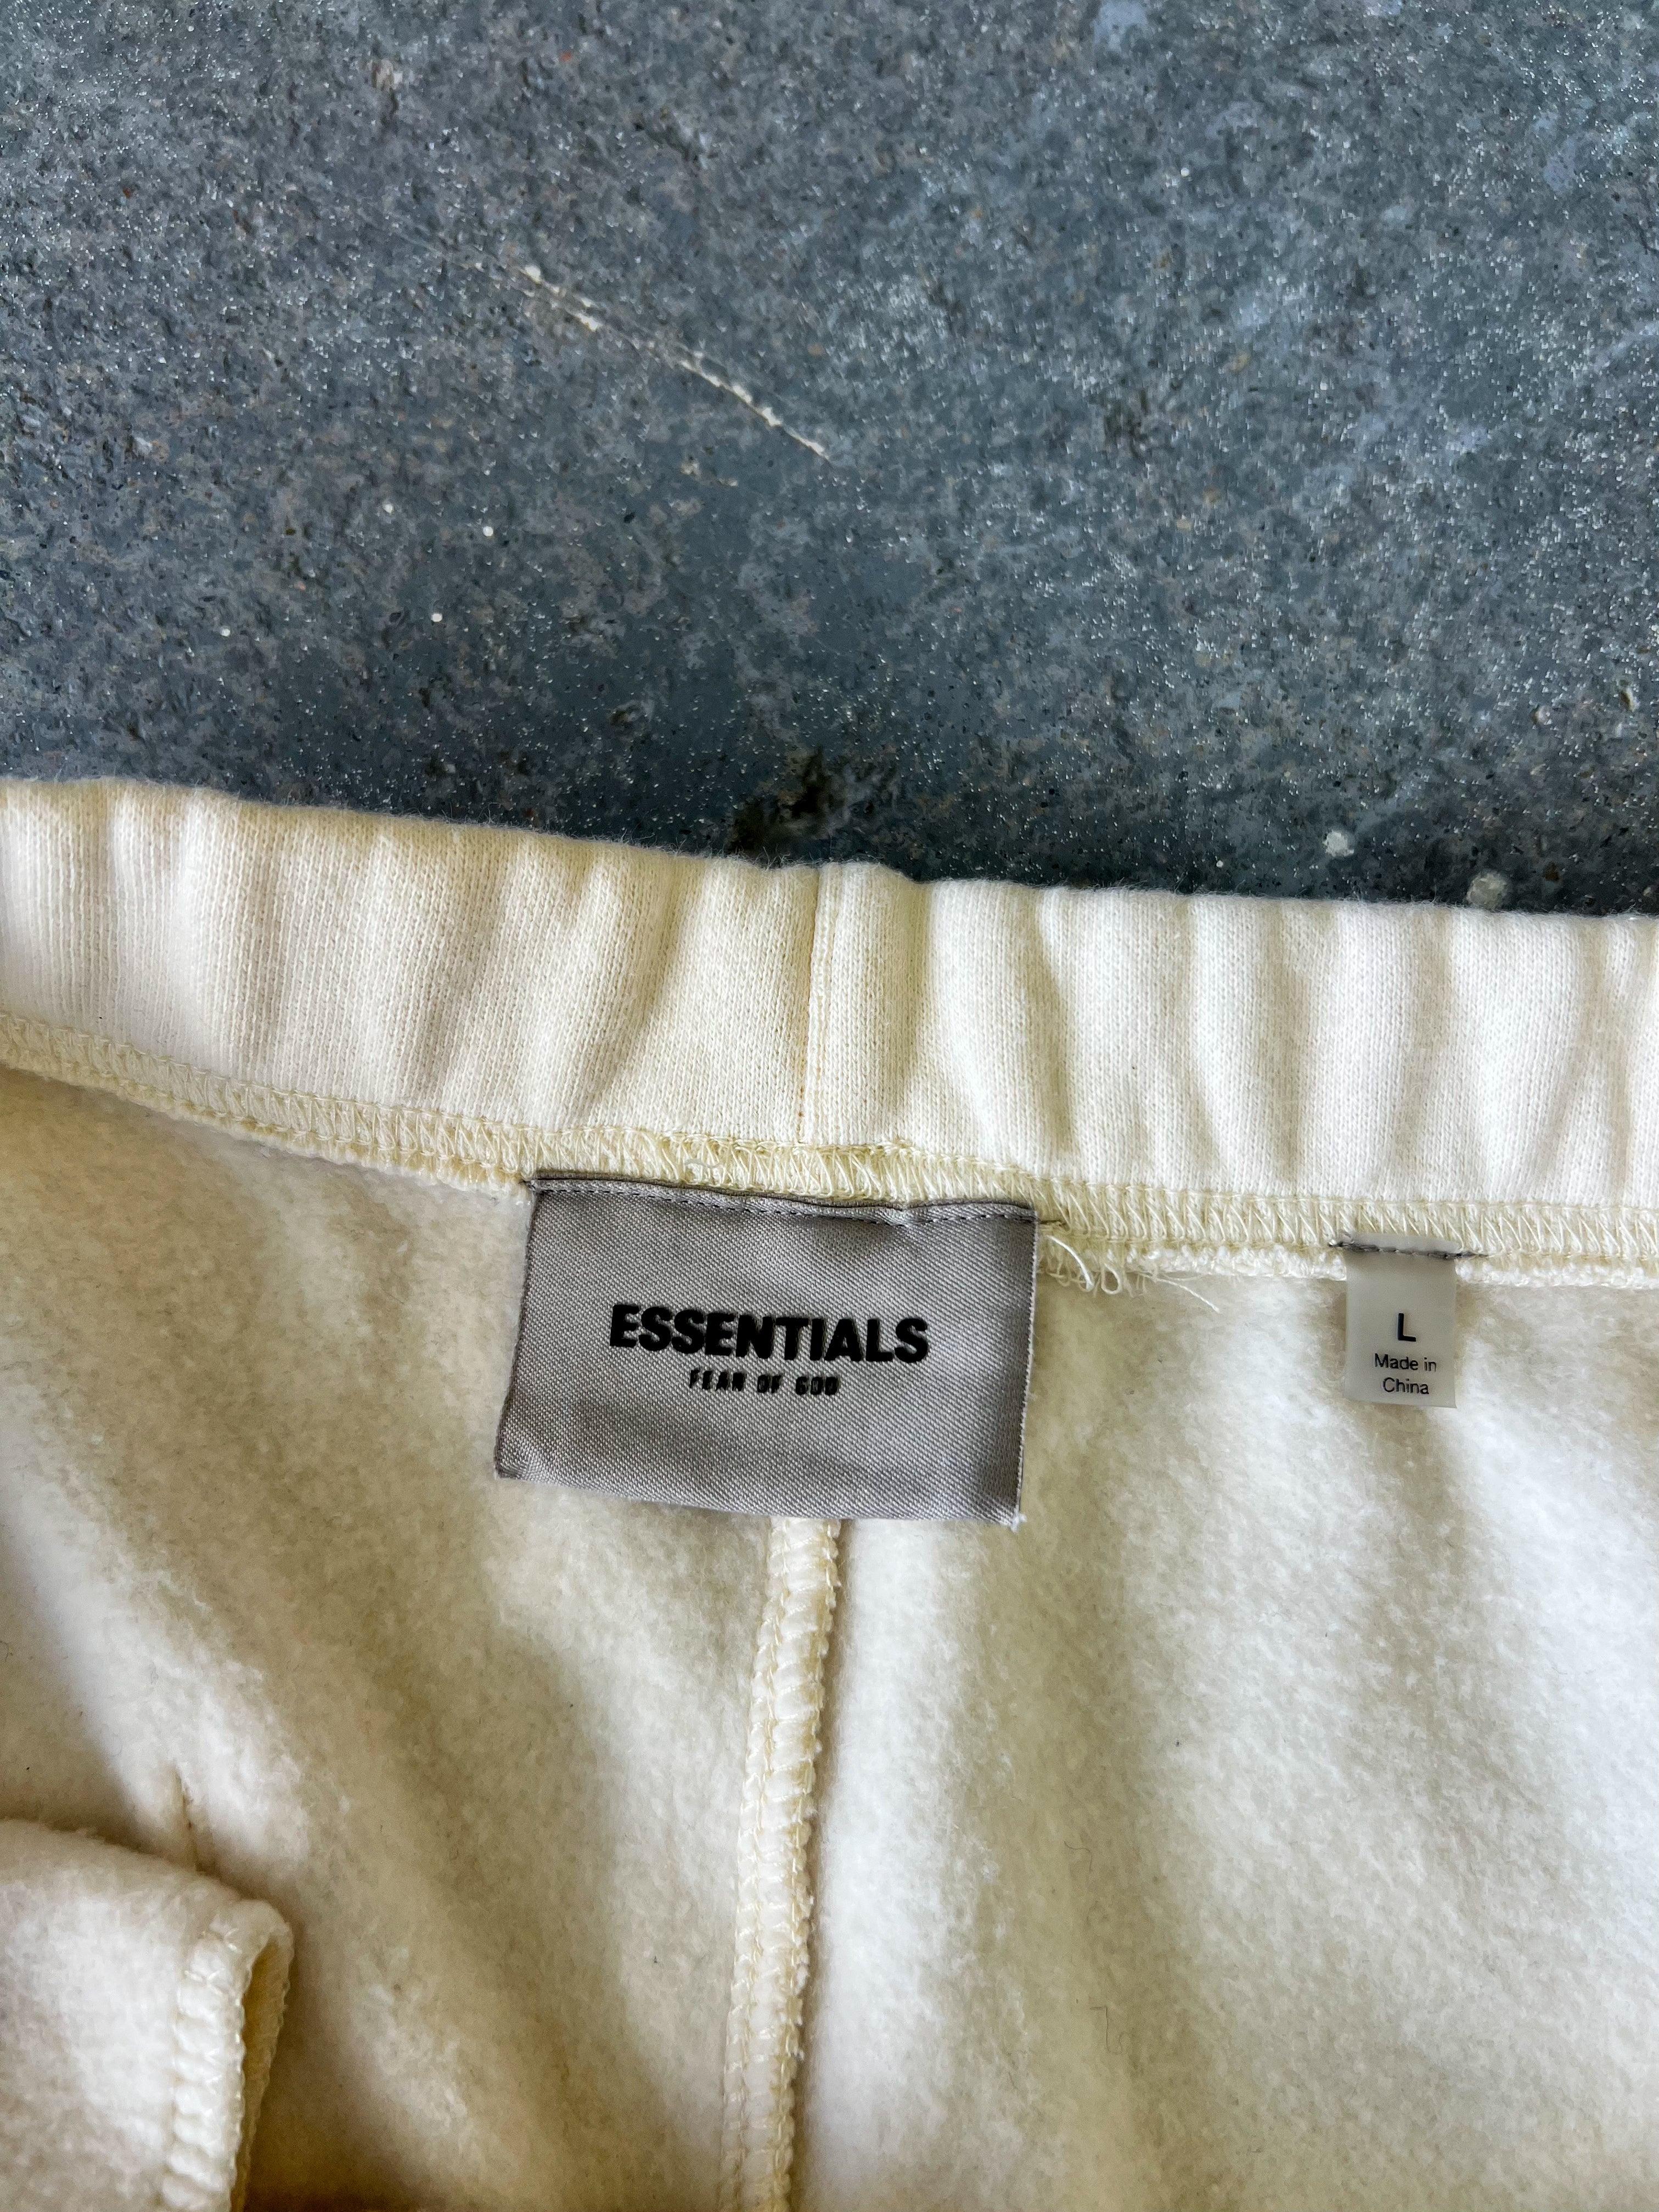 ESSENTIALS
FEAR OF GOD
L
Made in
China